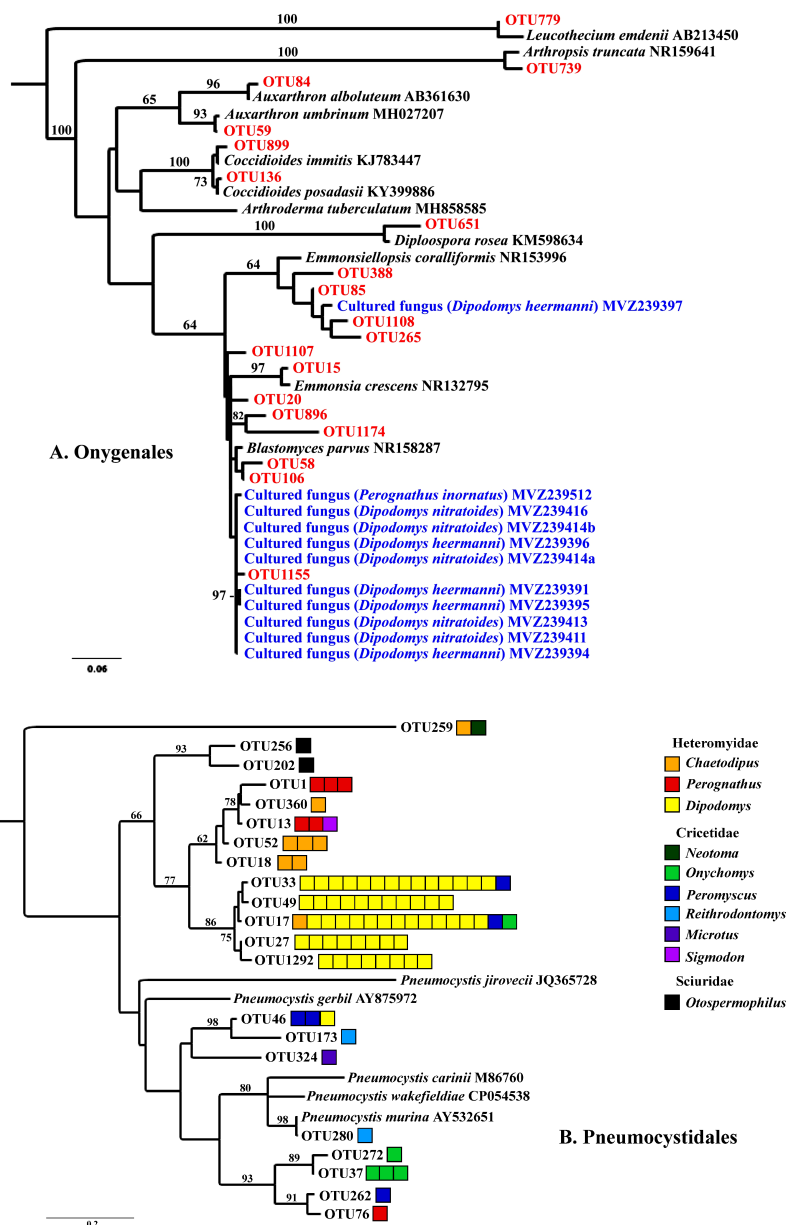 100
OTU779
Leucothecium emdenii AB213450
100
Arthropsis truncata NR159641
OTU739
96
OTU84
65
Auxarthron alboluteum AB361630
93
Auxarthron umbrinum MH027207
100
OTU59
OTU899
100
Coccidioides immitis KJ783447
73
OTU136
Coccidioides posadasii KY399886
Arthroderma tuberculatum MH858585
100
OTU651
Diploospora rosea KM598634
Emmonsiellopsis coralliformis NR153996
64
OTU388
OTU85
Cultured fungus (Dipodomys heermanni) MVZ239397
64
OTU1108
OTU265
OTU1107
97
OTU15
Emmonsia crescens NR132795
OTU20
82
OTU896
OTU1174
A. Onygenales
Blastomyces parvus NR158287
OTU58
OTU106
Cultured fungus (Perognathus inornatus) MVZ239512
Cultured fungus (Dipodomys nitratoides) MVZ239416
Cultured fungus (Dipodomys nitratoides) MVZ239414b
Cultured fungus (Dipodomys heermanni) MVZ239396
Cultured fungus (Dipodomys nitratoides) MVZ239414a
OTU1155
97
Cultured fungus (Dipodomys heermanni) MVZ239391
Cultured fungus (Dipodomys heermanni) MVZ239395
Cultured fungus (Dipodomys nitratoides) MVZ239413
Cultured fungus (Dipodomys nitratoides) MVZ239411
Cultured fungus (Dipodomys heermanni) MVZ239394
0.06
OTU259
93
OTU256
OTU202
66
OTU1
78
OTU360
OTU13
62
OTU52
OTU18
77
OTU33
OTU49
86
OTU17
75
OTU27
OTU1292
Heteromyidae
Chaetodipus
Perognathus
Dipodomys
Cricetidae
Neotoma
Onychomys
Peromyscus
Reithrodontomys
Microtus
Sigmodon
Sciuridae
Otospermophilus
Pneumocystis jirovecii JQ365728
Pneumocystis gerbil AY875972
98
OTU46
OTU173
OTU324
80
Pneumocystis carinii M86760
Pneumocystis wakefieldiae CP054538
98
Pneumocystis murina AY532651
OTU280
B. Pneumocystidales
89
OTU272
OTU37
93
91
OTU262
OTU76
0.2